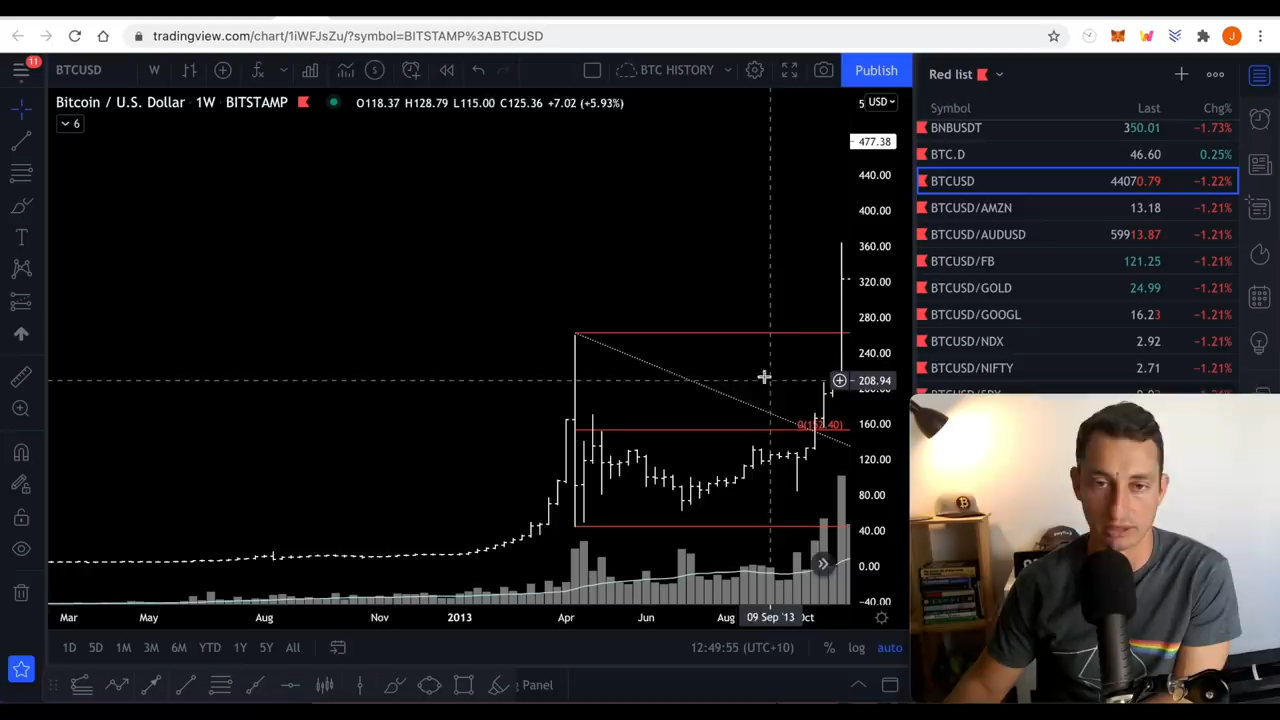 tradingview.com/chart/1iWFJsZu/?symbol=BITSTAMP%3ABTCUSD
J
11
BTCUSD
W
BTC HISTORY
Publish
Red list
Bitcoin / U.S. Dollar · 1W · BITSTAMP
O118.37 H128.79 L115.00 C125.36 +7.02 (+5.93%)
USD
6
Symbol
Last
Chg%
BNBUSDT 350.01 −1.73%
BTC.D 46.60 0.25%
BTCUSD 44070.79 −1.22%
BTCUSD/AMZN 13.18 −1.21%
BTCUSD/AUDUSD 59913.87 −1.21%
BTCUSD/FB 121.25 −1.21%
BTCUSD/GOLD 24.99 −1.21%
BTCUSD/GOOGL 16.23 −1.21%
BTCUSD/NDX 2.92 −1.21%
BTCUSD/NIFTY 2.71 −1.21%
477.38
440.00
400.00
360.00
320.00
280.00
240.00
208.94
160.00
120.00
80.00
40.00
0.00
−40.00
Mar May Aug Nov 2013 Apr Jun Aug 09 Sep '13 Oct
1D 5D 1M 3M 6M YTD 1Y 5Y All
12:49:55 (UTC+10)
% log auto
Panel